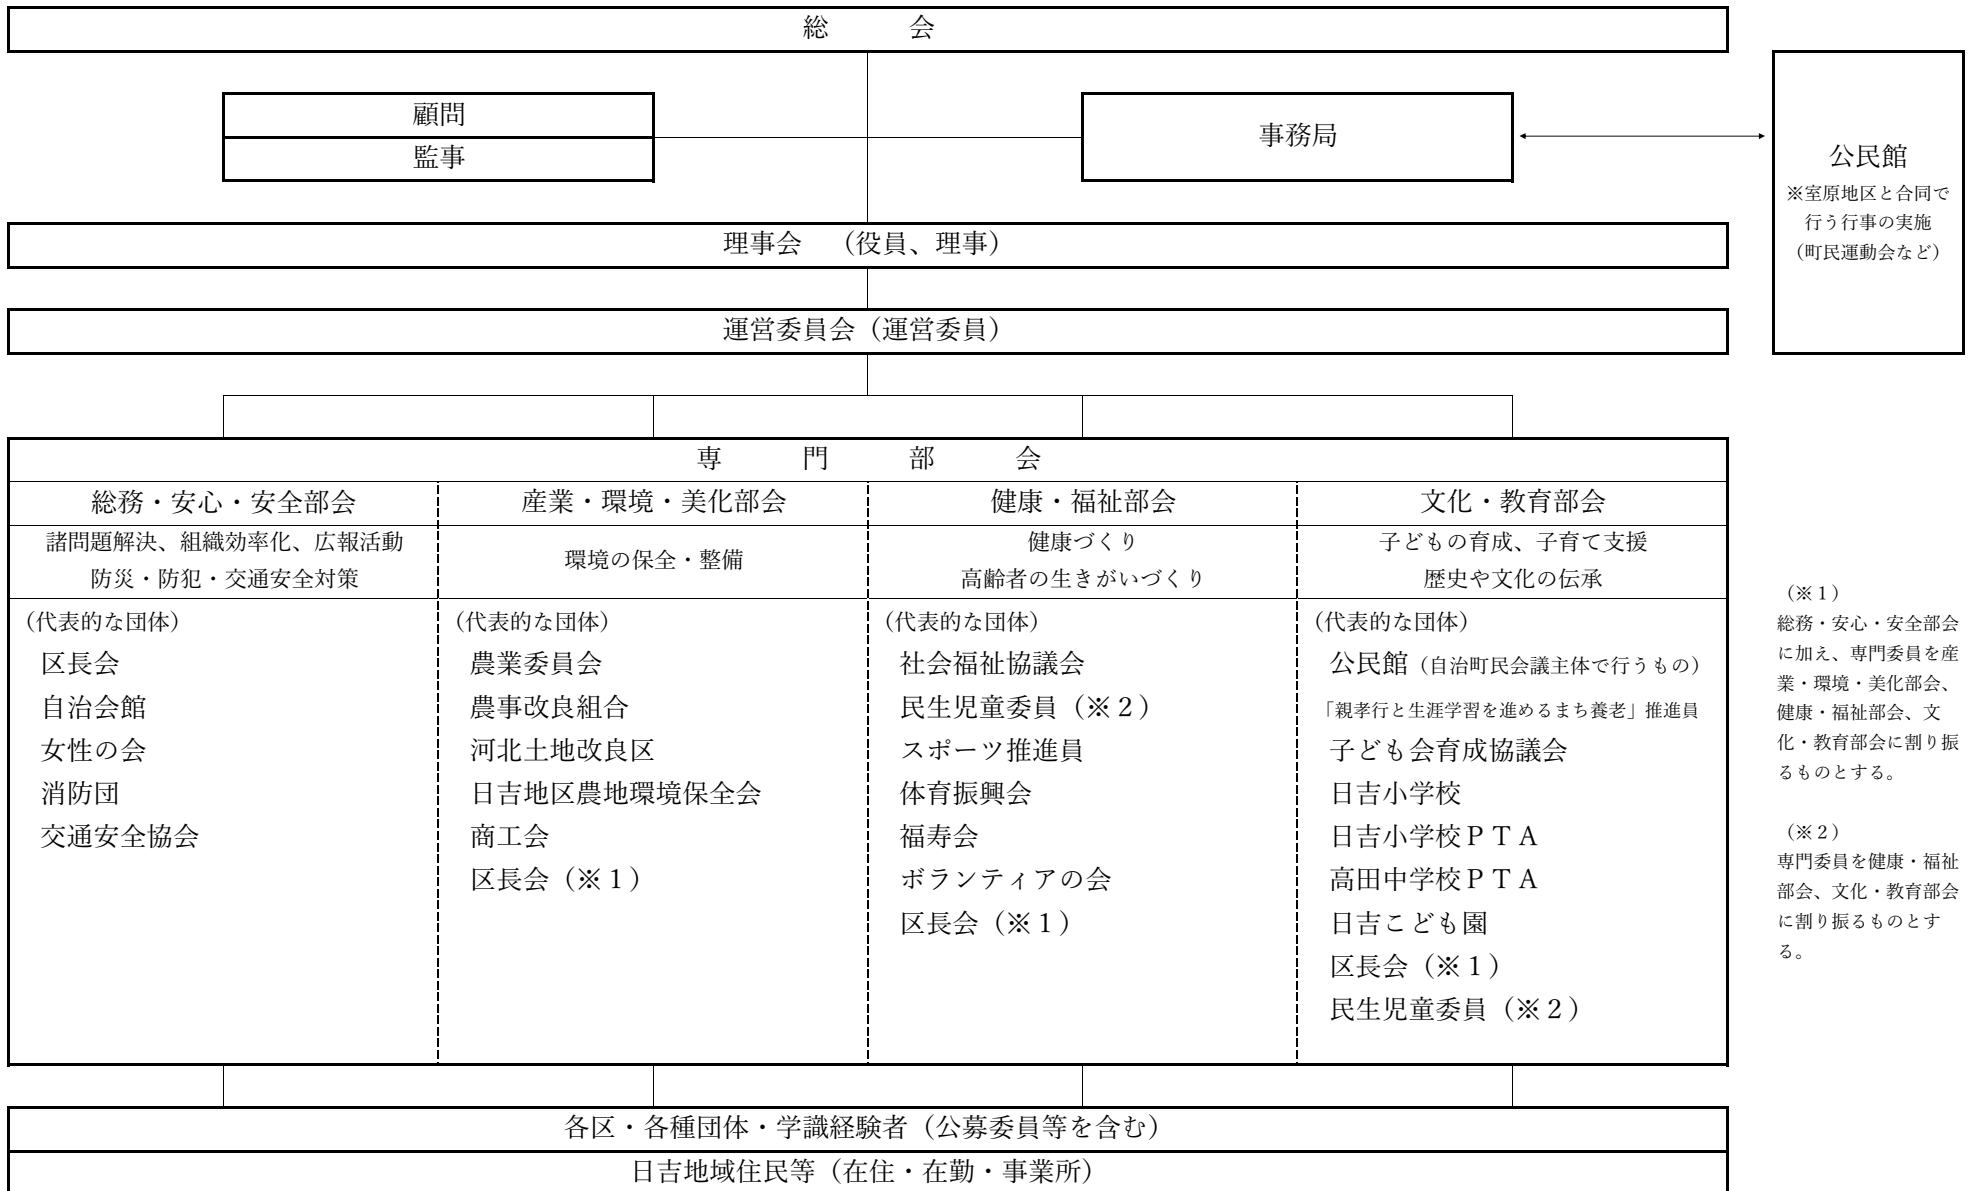 総　　　会
顧問
監事
事務局
公民館
※室原地区と合同で
行う行事の実施
（町民運動会など）
理事会　（役員、理事）
運営委員会（運営委員）
専　　　門　　　部　　　会
総務・安心・安全部会
諸問題解決、組織効率化、広報活動
防災・防犯・交通安全対策
（代表的な団体）
区長会
自治会館
女性の会
消防団
交通安全協会
産業・環境・美化部会
環境の保全・整備
（代表的な団体）
農業委員会
農事改良組合
河北土地改良区
日吉地区農地環境保全会
商工会
区長会（※１）
健康・福祉部会
健康づくり
高齢者の生きがいづくり
（代表的な団体）
社会福祉協議会
民生児童委員（※２）
スポーツ推進員
体育振興会
福寿会
ボランティアの会
区長会（※１）
文化・教育部会
子どもの育成、子育て支援
歴史や文化の伝承
（代表的な団体）
公民館（自治町民会議主体で行うもの）
「親孝行と生涯学習を進めるまち養老」推進員
子ども会育成協議会
日吉小学校
日吉小学校ＰＴＡ
高田中学校ＰＴＡ
日吉こども園
区長会（※１）
民生児童委員（※２）
（※１）
総務・安心・安全部会
に加え、専門委員を産
業・環境・美化部会、
健康・福祉部会、文
化・教育部会に割り振
るものとする。
（※２）
専門委員を健康・福祉
部会、文化・教育部会
に割り振るものとす
る。
各区・各種団体・学識経験者（公募委員等を含む）
日吉地域住民等（在住・在勤・事業所）